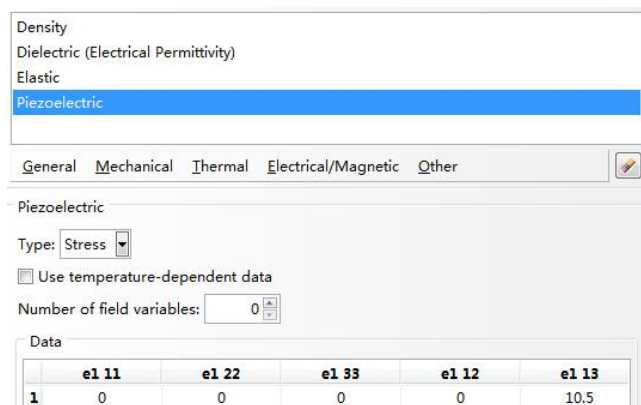 Density
Dielectric (Electrical Permittivity)
Elastic
Piezoelectric
General Mechanical Thermal Electrical/Magnetic Other
Piezoelectric
Type: Stress
Use temperature-dependent data
Number of field variables: 0
Data
e1 11 e1 22 e1 33 e1 12 e1 13
1 0 0 0 0 10.5